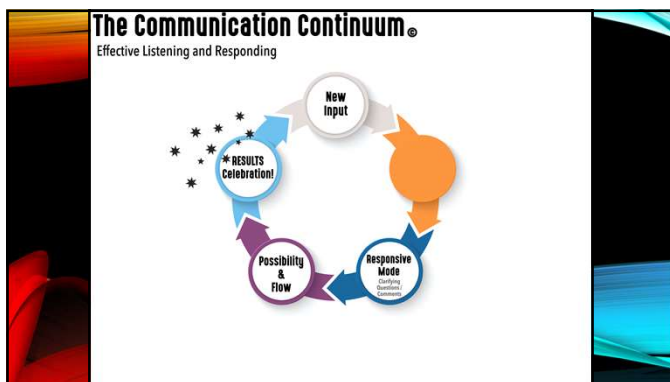 The Communication Continuum©
Effective Listening and Responding
New
Input
RESULTS
Celebration!
Possibility
&
Flow
Responsive
Mode
Clarifying
Questions /
Comments